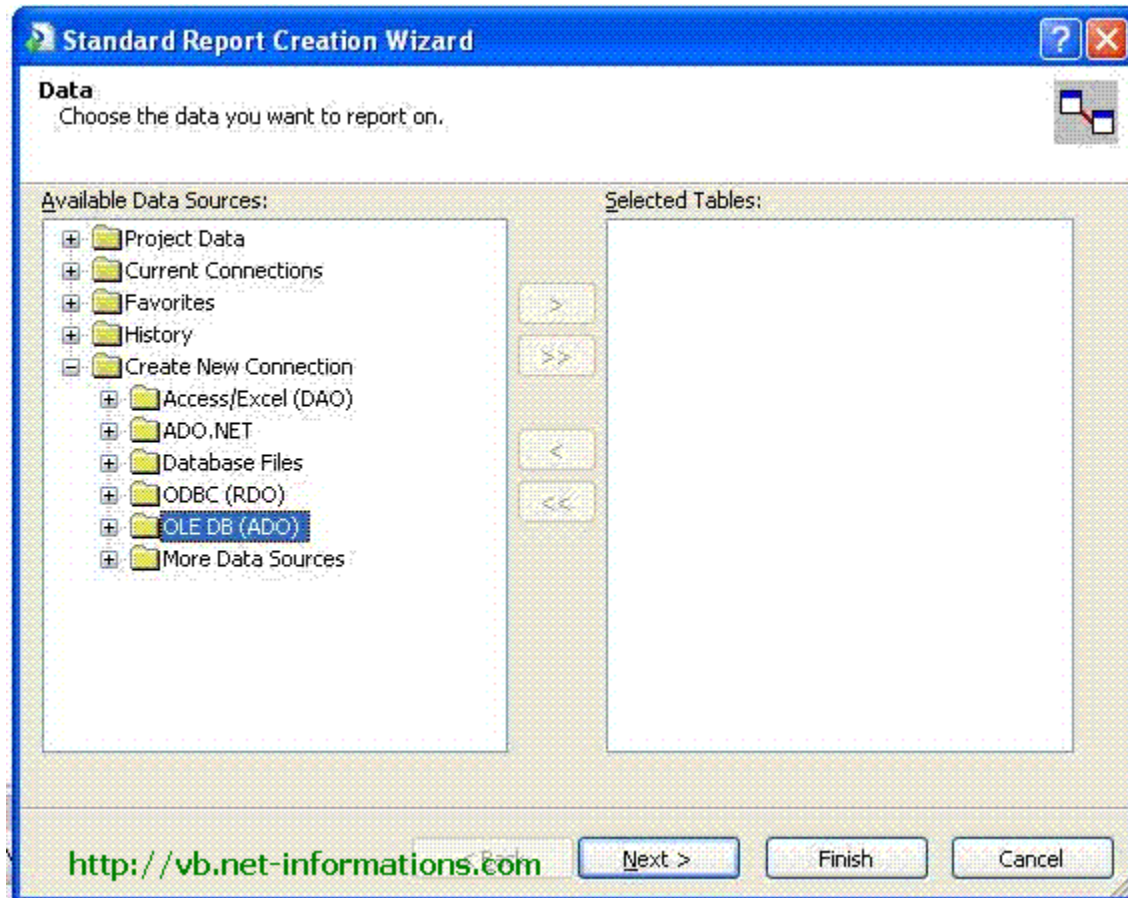 Standard Report Creation Wizard
Data
Choose the data you want to report on.
Available Data Sources:
Project Data
Current Connections
Favorites
History
Create New Connection
Access/Excel (DAO)
ADO.NET
Database Files
ODBC (RDO)
OLE DB (ADO)
More Data Sources
>
>>
<
<<
Selected Tables:
http://vb.net-informations.com
< Back
Next >
Finish
Cancel